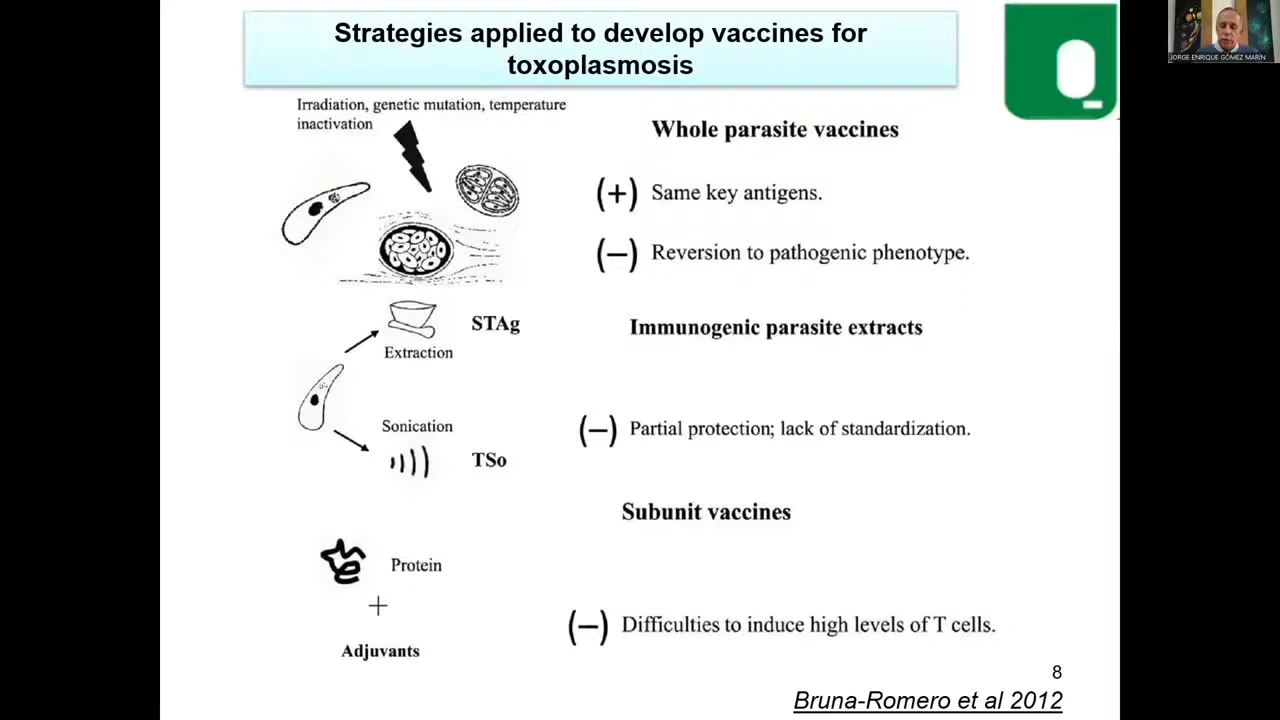 Strategies applied to develop vaccines for
toxoplasmosis
JORGE ENRIQUE GÓMEZ MARÍN
Irradiation, genetic mutation, temperature
inactivation
Whole parasite vaccines
(+) Same key antigens.
(−) Reversion to pathogenic phenotype.
STAg
Extraction
Immunogenic parasite extracts
Sonication
TSo
(−) Partial protection; lack of standardization.
Subunit vaccines
Protein
+
Adjuvants
(−) Difficulties to induce high levels of T cells.
8
Bruna-Romero et al 2012